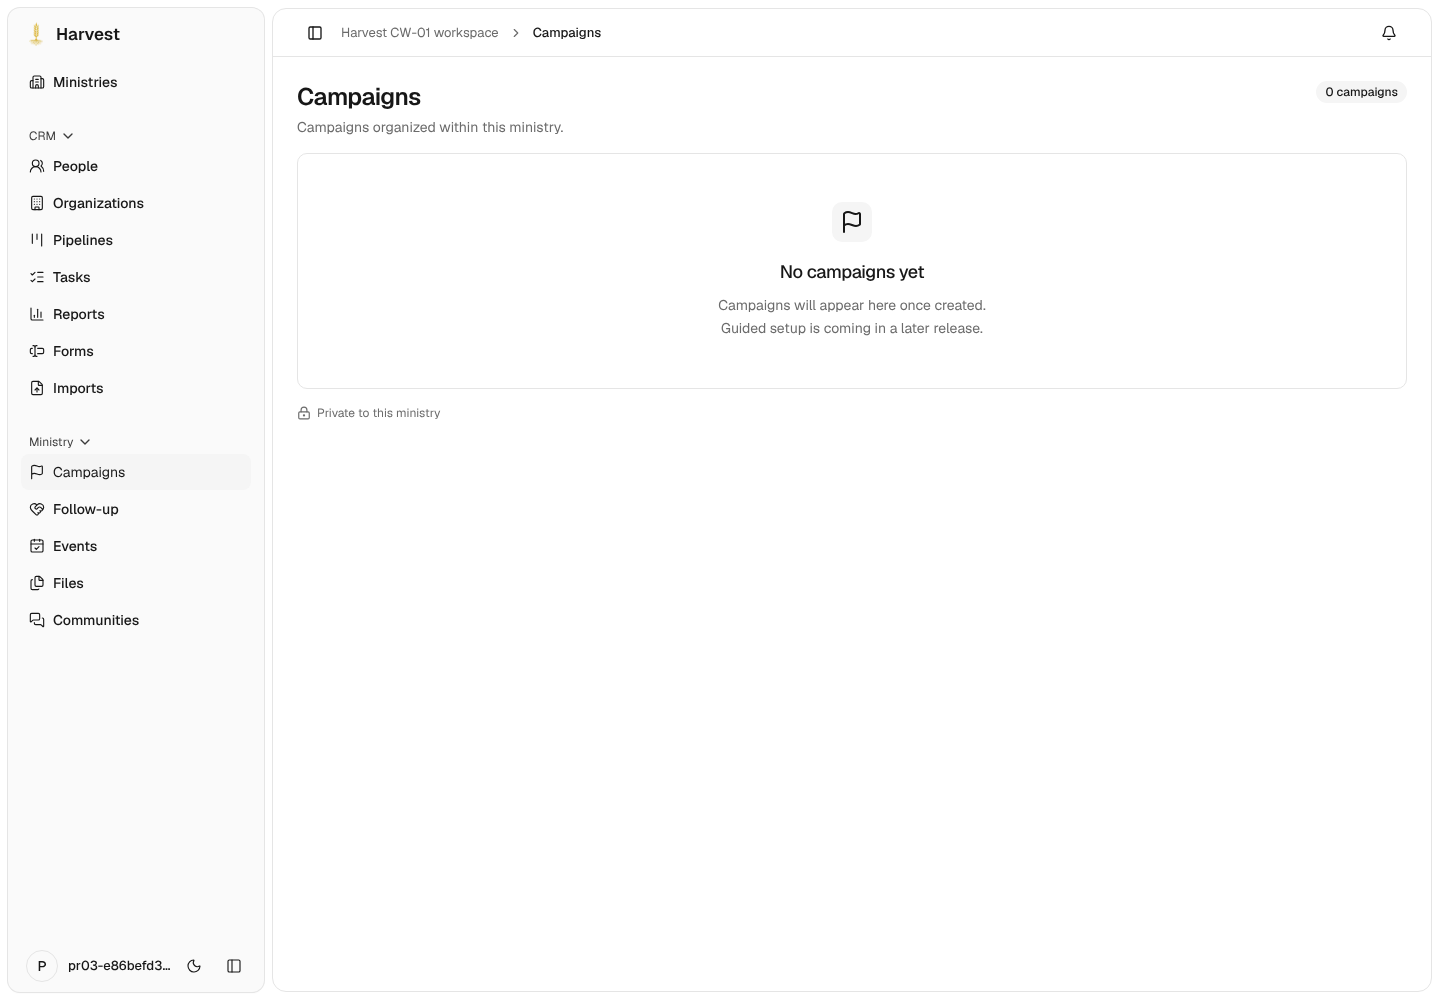 Harvest
Ministries
CRM
People
Organizations
Pipelines
Tasks
Reports
Forms
Imports
Ministry
Campaigns
Follow-up
Events
Files
Communities
P
pr03-e86befd3...
Harvest CW-01 workspace > Campaigns
Campaigns
0 campaigns
Campaigns organized within this ministry.
No campaigns yet
Campaigns will appear here once created.
Guided setup is coming in a later release.
Private to this ministry